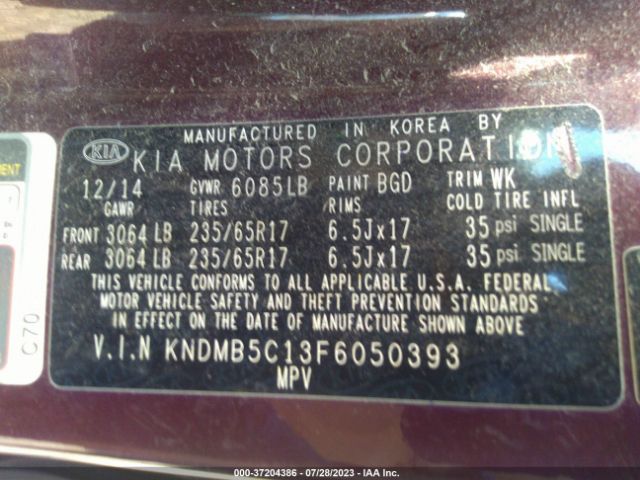 MANUFACTURED IN KOREA BY
KIA KIA MOTORS CORPORATION
12/14 GVWR 6085LB PAINT BGD TRIM WK
GAWR TIRES /RIMS COLD TIRE INFL
FRONT 3064 LB 235/65R17 6.5Jx17 35 psi SINGLE
REAR 3064 LB 235/65R17 6.5Jx17 35 psi SINGLE
THIS VEHICLE CONFORMS TO ALL APPLICABLE U.S.A. FEDERAL
MOTOR VEHICLE SAFETY AND THEFT PREVENTION STANDARDS
IN EFFECT ON THE DATE OF MANUFACTURE SHOWN ABOVE
V.I.N KNDMB5C13F6050393
MPV
C70
000-37204386 - 07/28/2023 - IAA Inc.